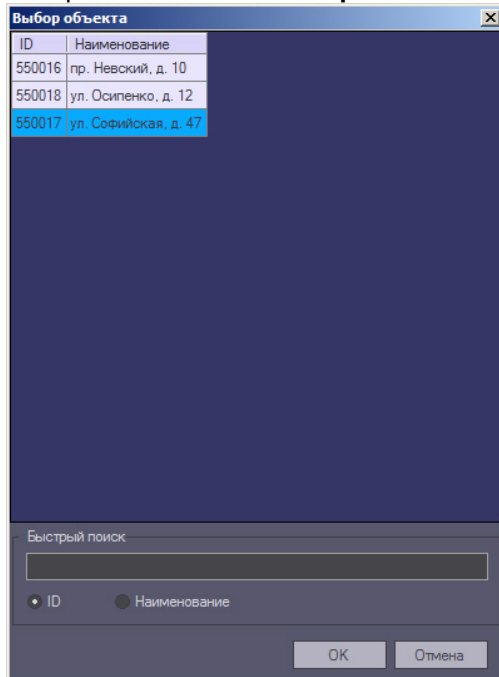 Выбор объекта
ID Наименование
550016 пр. Невский, д. 10
550018 ул. Осипенко, д. 12
550017 ул. Софийская, д. 47
Быстрый поиск
ID Наименование
OK Отмена